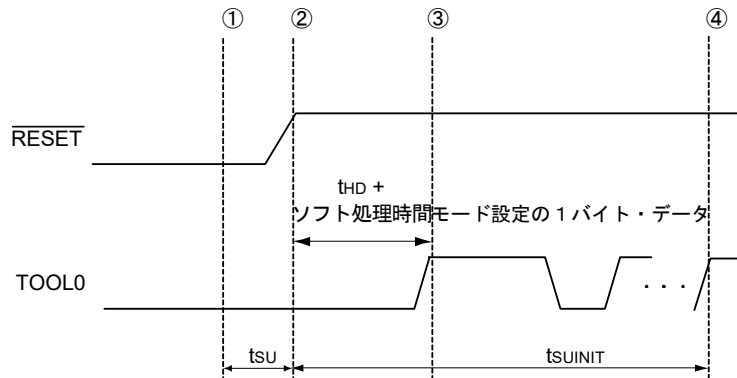 ① ② ③ ④
RESET
tHD +
ソフト処理時間モード設定の1バイト・データ
TOOL0
・・・
tSU tSUINIT